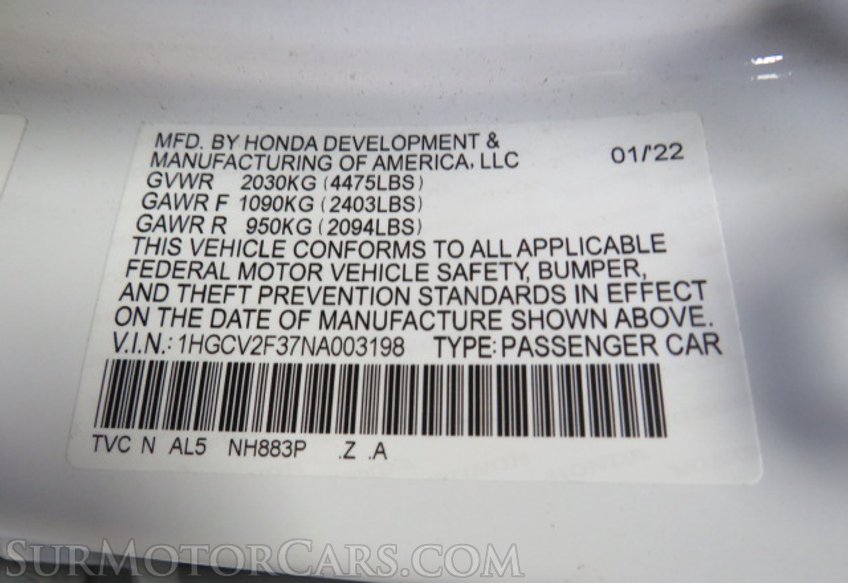 MFD. BY HONDA DEVELOPMENT &
MANUFACTURING OF AMERICA, LLC 01/'22
GVWR 2030KG (4475LBS)
GAWR F 1090KG (2403LBS)
GAWR R 950KG (2094LBS)
THIS VEHICLE CONFORMS TO ALL APPLICABLE
FEDERAL MOTOR VEHICLE SAFETY, BUMPER,
AND THEFT PREVENTION STANDARDS IN EFFECT
ON THE DATE OF MANUFACTURE SHOWN ABOVE.
V.I.N.: 1HGCV2F37NA003198 TYPE: PASSENGER CAR
TVC N AL5 NH883P .Z .A
SURMOTORCARS.COM